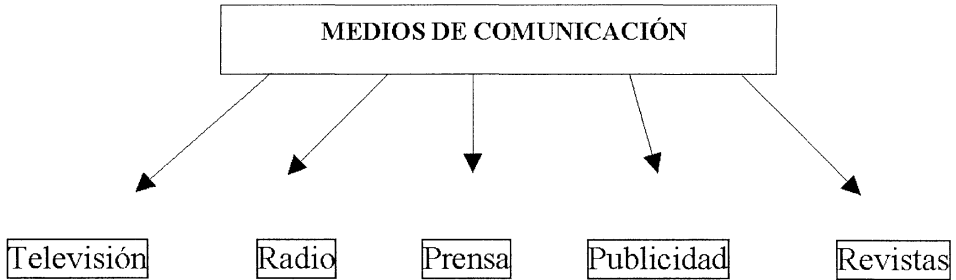 MEDIOS DE COMUNICACIÓN
Televisión Radio Prensa Publicidad Revistas